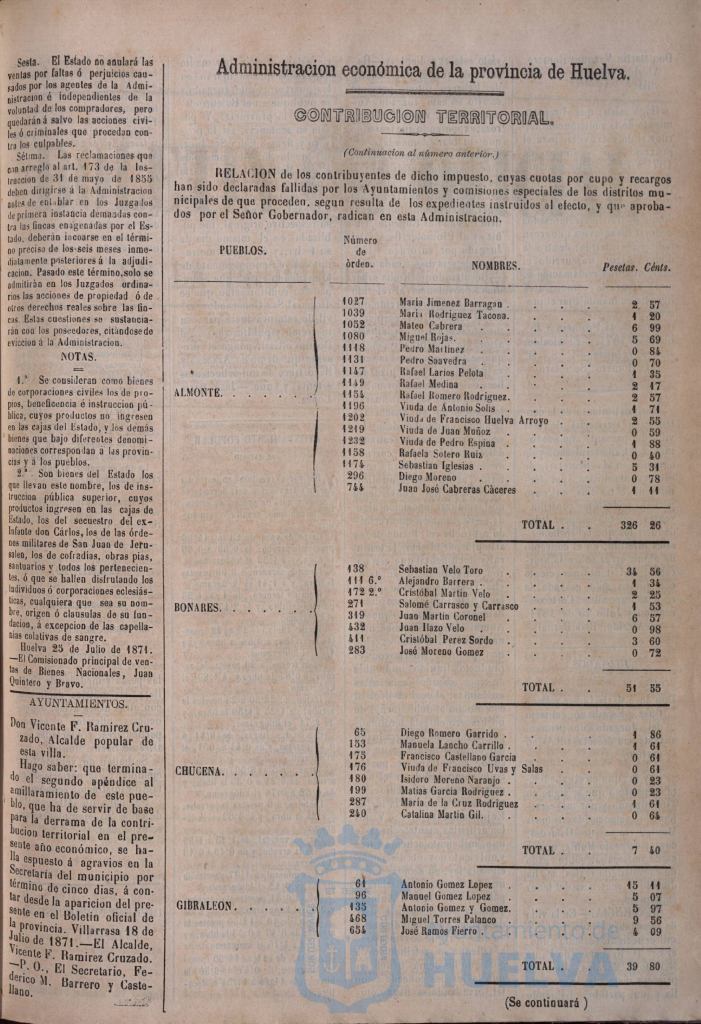 Sesta. El Estado no anulará las
ventas por faltas ó perjuicios cau-
sados por los agentes de la Admi-
nistracion é independientes de la
voluntad de los compradores, pero
quedarán á salvo las acciones civi-
les ó criminales que procedan con-
tra los culpables.
Sétima. Las reclamaciones que
con arreglo al art. 173 de la Ins-
truccion de 31 de mayo de 1855
deben dirigirse á la Administracion
antes de entablar en los Juzgados
de primera instancia demandas con-
tra las fincas enagenadas por el Es-
tado, deberán incoarse en el térmi-
no preciso de los seis meses inme-
diatamente posteriores á la adjudi-
cacion. Pasado este término, solo se
admitirán en los Juzgados ordina-
rios las acciones de propiedad ó de
otros derechos reales sobre las fin-
cas. Estas cuestiones se sustancia-
rán con los poseedores, citándose de
eviccion á la Administracion.
NOTAS.
1.ª Se consideran como bienes
de corporaciones civiles los de pro-
pios, beneficencia é instruccion pú-
blica, cuyos productos no ingresen
en las cajas del Estado, y los demás
bienes que bajo diferentes denomi-
naciones correspondan á las provin-
cias y á los pueblos.
2.ª Son bienes del Estado los
que llevan este nombre, los de ins-
truccion pública superior, cuyos
productos ingresen en las cajas de
Estado, los del secuestro del ex-
infante don Cárlos, los de las órde-
nes militares de San Juan de Jeru-
salen, los de cofradías, obras pias,
santuarios y todos los pertenecien-
tes, ó que se hallen disfrutando los
individuos ó corporaciones eclesiás-
ticas, cualquiera que sea su nom-
bre, orígen ó clausulas de su fun-
dacion, á excepcion de las capella-
nias colativas de sangre.
Huelva 25 de Julio de 1871.
—El Comisionado principal de ven-
tas de Bienes Nacionales, Juan
Quintero y Bravo.
AYUNTAMIENTOS.
Don Vicente F. Ramirez Cru-
zado, Alcalde popular de
esta villa.
Hago saber: que termina-
do el segundo apéndice al
amillaramiento de este pue-
blo, que ha de servir de base
para la derrama de la contri-
bucion territorial en el pre-
sente año económico, se ha-
lla espuesto á agravios en la
Secretaría del municipio por
término de cinco dias, á con-
tar desde la aparicion del pre-
sente en el Boletin oficial de
la provincia. Villarrasa 18 de
Julio de 1871.—El Alcalde,
Vicente F. Ramirez Cruzado.
—P. O., El Secretario, Fe-
derico M. Barrero y Caste-
llano.
Administracion económica de la provincia de Huelva.
CONTRIBUCION TERRITORIAL.
(Continuacion al número anterior.)
RELACION de los contribuyentes de dicho impuesto, cuyas cuotas por cupo y recargos
han sido declaradas fallidas por los Ayuntamientos y comisiones especiales de los distritos mu-
nicipales de que proceden, segun resulta de los expedientes instruidos al efecto, y que aproba-
dos por el Señor Gobernador, radican en esta Administracion.
PUEBLOS. Número de órden. NOMBRES. Pesetas. Cénts.
ALMONTE. . . . . .
1027 Maria Jimenez Barragan . . . . 2 57
1039 Maria Rodriguez Tacona. . . . 1 20
1052 Mateo Cabrera . . . . 6 99
1080 Miguel Rojas. . . . . 5 69
1118 Pedro Martinez . . . . 0 84
1131 Pedro Saavedra . . . . 0 70
1147 Rafael Larios Pelota . . . . 1 35
1149 Rafael Medina . . . . 2 17
1154 Rafael Romero Rodriguez. . . . 2 57
1196 Viuda de Antonio Solis . . . . 1 71
1202 Viuda de Francisco Huelva Arroyo . . . 2 55
1219 Viuda de Juan Muñoz . . . . 0 59
1232 Viuda de Pedro Espina . . . . 1 88
1158 Rafaela Sotero Ruiz . . . . 0 40
1174 Sebastian Iglesias . . . . 5 31
296 Diego Moreno . . . . 0 78
744 Juan José Cabreras Càceres . . . 1 11
TOTAL . . 326 26
BONARES. . . . . .
138 Sebastian Velo Toro . . . . 34 56
111 6.º Alejandro Barrera . . . . 1 34
172 2.º Cristóbal Martin Velo . . . . 2 25
271 Salomé Carrasco y Carrasco . . . 1 53
319 Juan Martin Coronel . . . . 6 57
432 Juan Ilazo Velo . . . . 0 98
411 Cristóbal Perez Sordo . . . . 3 60
283 José Moreno Gomez . . . . 0 72
TOTAL . . 51 55
CHUCENA. . . . . .
65 Diego Romero Garrido . . . . 1 86
153 Manuela Lancho Carrillo . . . . 1 61
175 Francisco Castellano Garcia . . . 0 61
176 Viuda de Francisco Uvas y Salas . . . 0 61
180 Isidoro Moreno Naranjo . . . . 0 23
199 Matias Garcia Rodriguez . . . . 0 23
287 Maria de la Cruz Rodriguez . . . 1 61
240 Catalina Martin Gil. . . . . 0 64
TOTAL . . 7 40
GIBRALEON. . . . .
61 Antonio Gomez Lopez . . . . 15 11
96 Manuel Gomez Lopez . . . . 5 07
135 Antonio Gomez y Gomez. . . . 5 97
468 Miguel Torres Palanco . . . . 9 56
654 José Ramos Fierro . . . . 4 09
TOTAL . . 39 80
(Se continuará )
Ayuntamiento de
HUELVA